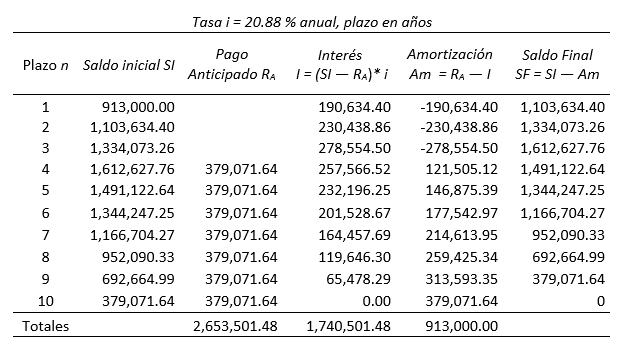 Tasa i = 20.88 % anual, plazo en años
Plazo n Saldo inicial SI Pago Anticipado RA Interés I = (SI — RA)* i Amortización Am = RA — I Saldo Final SF = SI — Am
1 913,000.00 190,634.40 -190,634.40 1,103,634.40
2 1,103,634.40 230,438.86 -230,438.86 1,334,073.26
3 1,334,073.26 278,554.50 -278,554.50 1,612,627.76
4 1,612,627.76 379,071.64 257,566.52 121,505.12 1,491,122.64
5 1,491,122.64 379,071.64 232,196.25 146,875.39 1,344,247.25
6 1,344,247.25 379,071.64 201,528.67 177,542.97 1,166,704.27
7 1,166,704.27 379,071.64 164,457.69 214,613.95 952,090.33
8 952,090.33 379,071.64 119,646.30 259,425.34 692,664.99
9 692,664.99 379,071.64 65,478.29 313,593.35 379,071.64
10 379,071.64 379,071.64 0.00 379,071.64 0
Totales 2,653,501.48 1,740,501.48 913,000.00